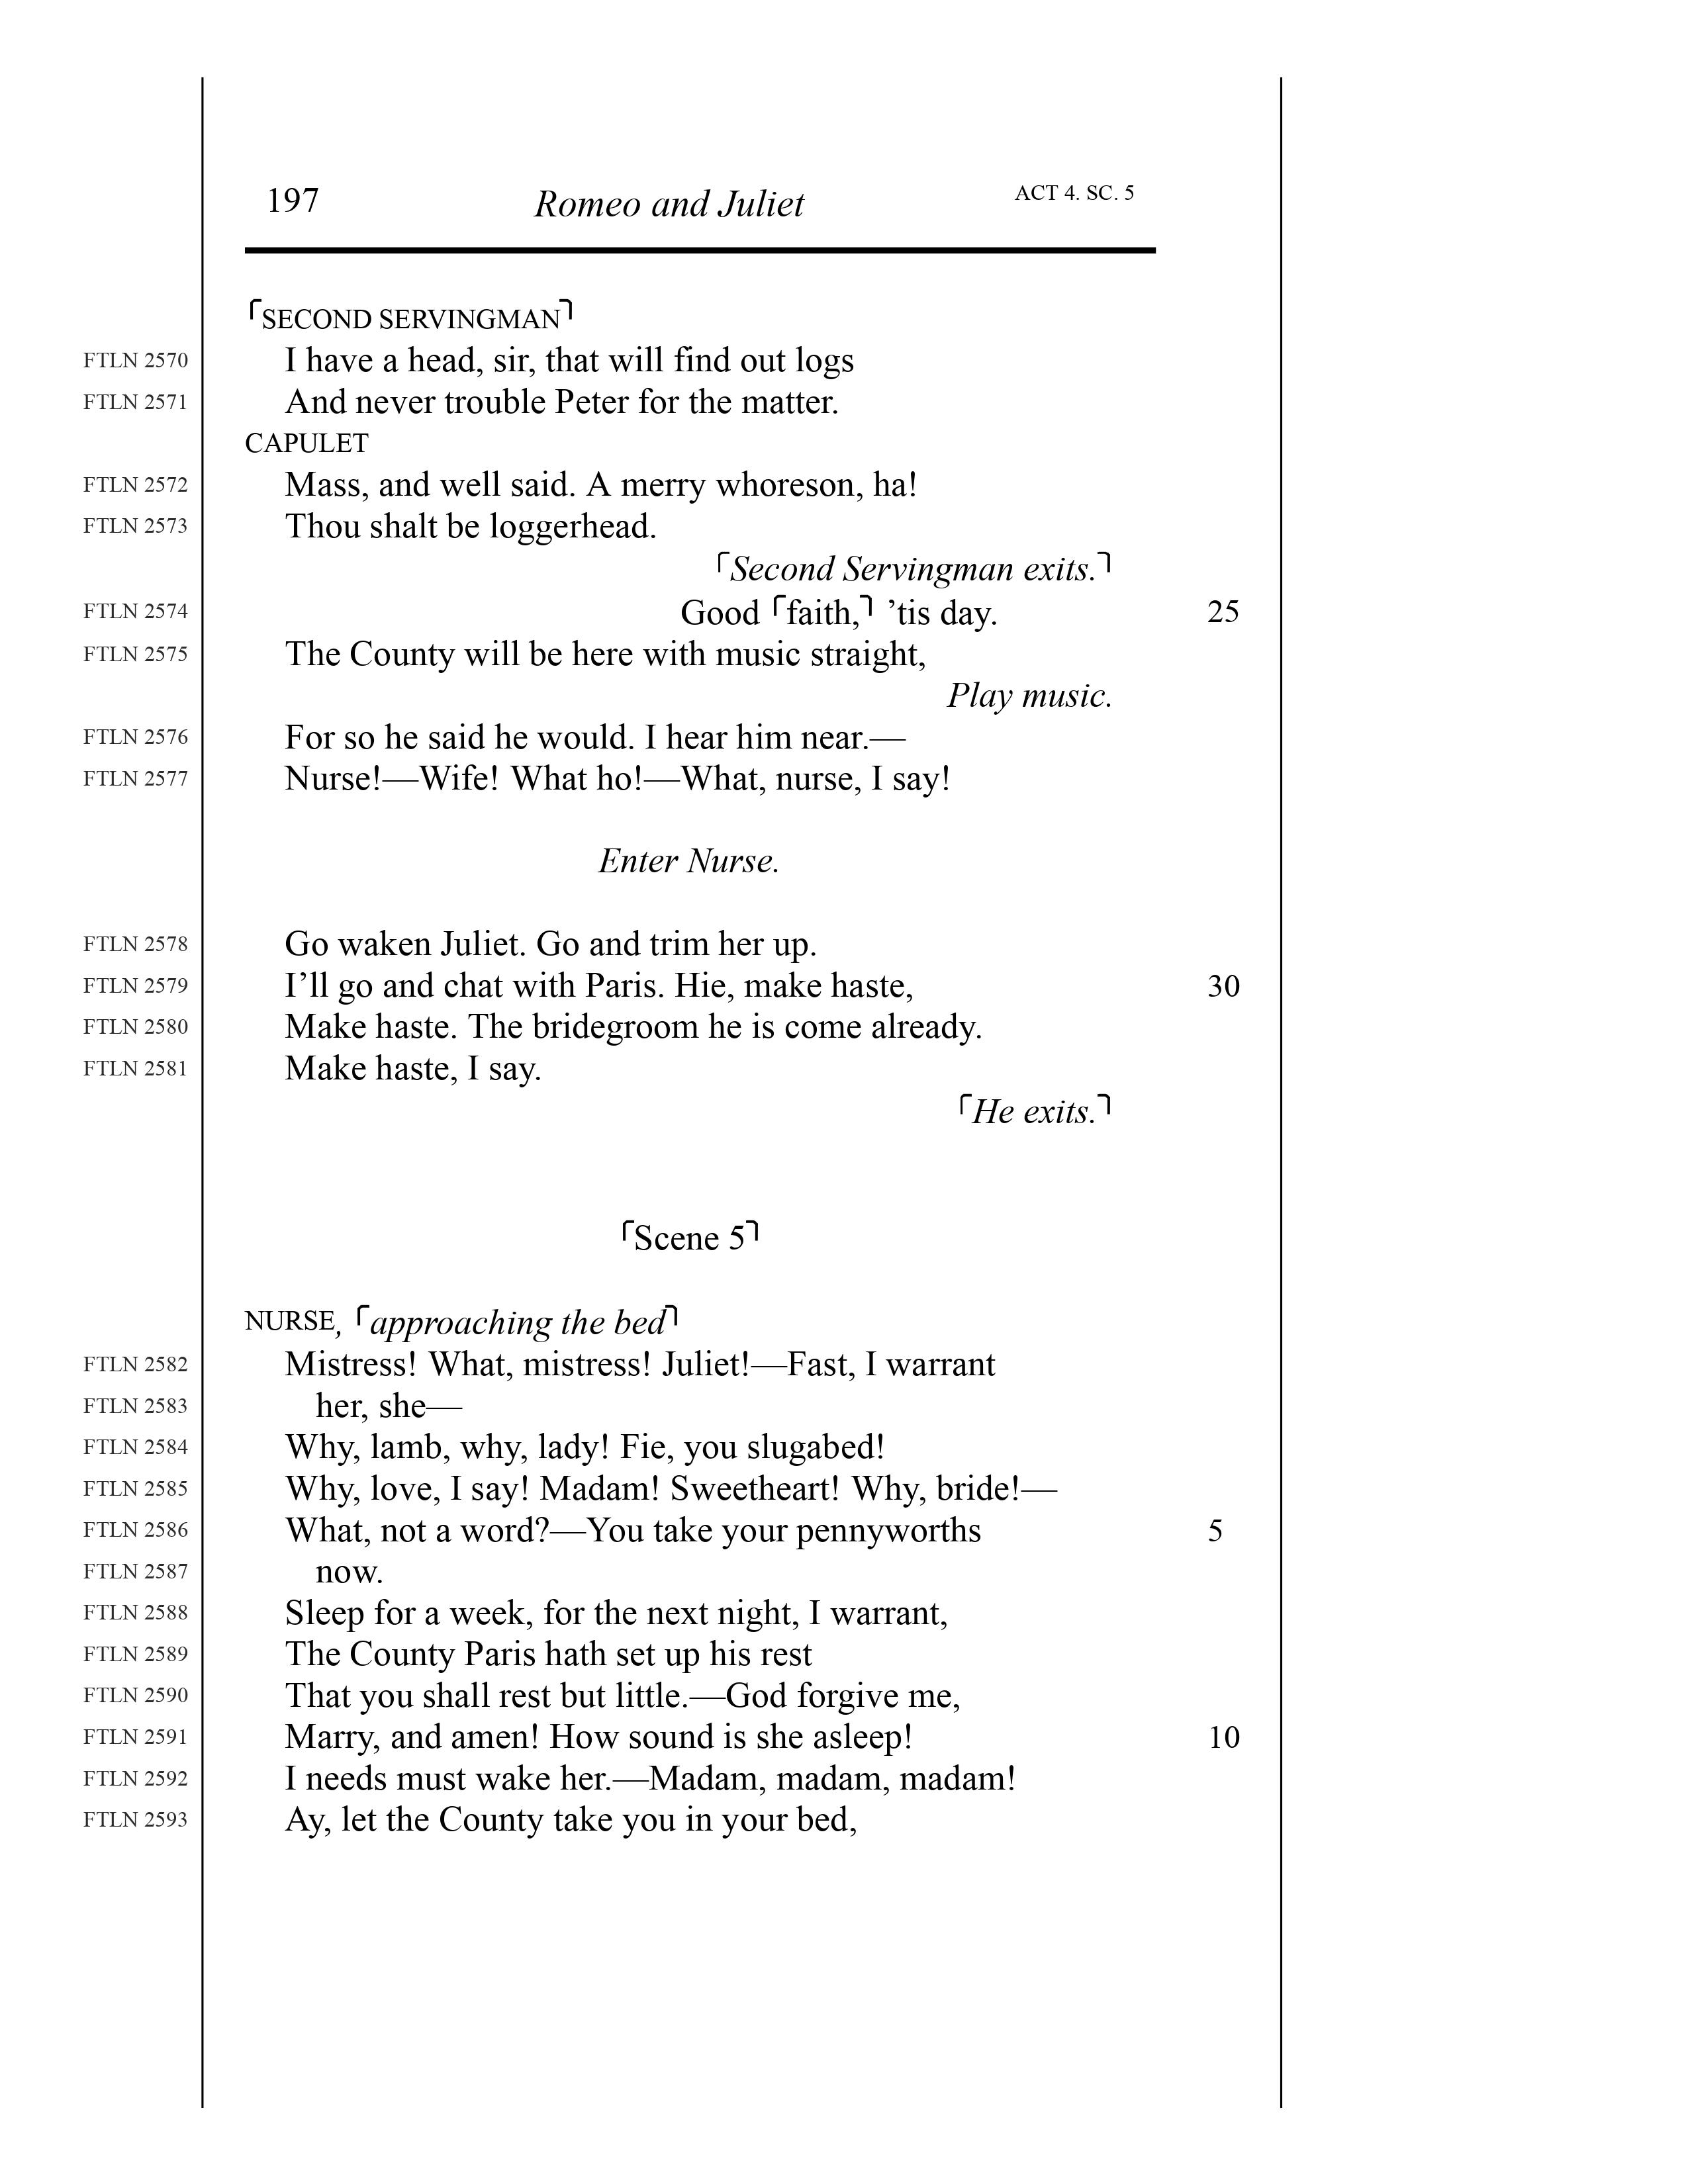 197 Romeo and Juliet ACT 4. SC. 5
⌜SECOND SERVINGMAN⌝
FTLN 2570 I have a head, sir, that will find out logs
FTLN 2571 And never trouble Peter for the matter.
CAPULET
FTLN 2572 Mass, and well said. A merry whoreson, ha!
FTLN 2573 Thou shalt be loggerhead.
⌜Second Servingman exits.⌝
FTLN 2574 Good ⌜faith,⌝ ’tis day. 25
FTLN 2575 The County will be here with music straight,
Play music.
FTLN 2576 For so he said he would. I hear him near.—
FTLN 2577 Nurse!—Wife! What ho!—What, nurse, I say!
Enter Nurse.
FTLN 2578 Go waken Juliet. Go and trim her up.
FTLN 2579 I’ll go and chat with Paris. Hie, make haste, 30
FTLN 2580 Make haste. The bridegroom he is come already.
FTLN 2581 Make haste, I say.
⌜He exits.⌝
⌜Scene 5⌝
NURSE, ⌜approaching the bed⌝
FTLN 2582 Mistress! What, mistress! Juliet!—Fast, I warrant
FTLN 2583 her, she—
FTLN 2584 Why, lamb, why, lady! Fie, you slugabed!
FTLN 2585 Why, love, I say! Madam! Sweetheart! Why, bride!—
FTLN 2586 What, not a word?—You take your pennyworths 5
FTLN 2587 now.
FTLN 2588 Sleep for a week, for the next night, I warrant,
FTLN 2589 The County Paris hath set up his rest
FTLN 2590 That you shall rest but little.—God forgive me,
FTLN 2591 Marry, and amen! How sound is she asleep! 10
FTLN 2592 I needs must wake her.—Madam, madam, madam!
FTLN 2593 Ay, let the County take you in your bed,